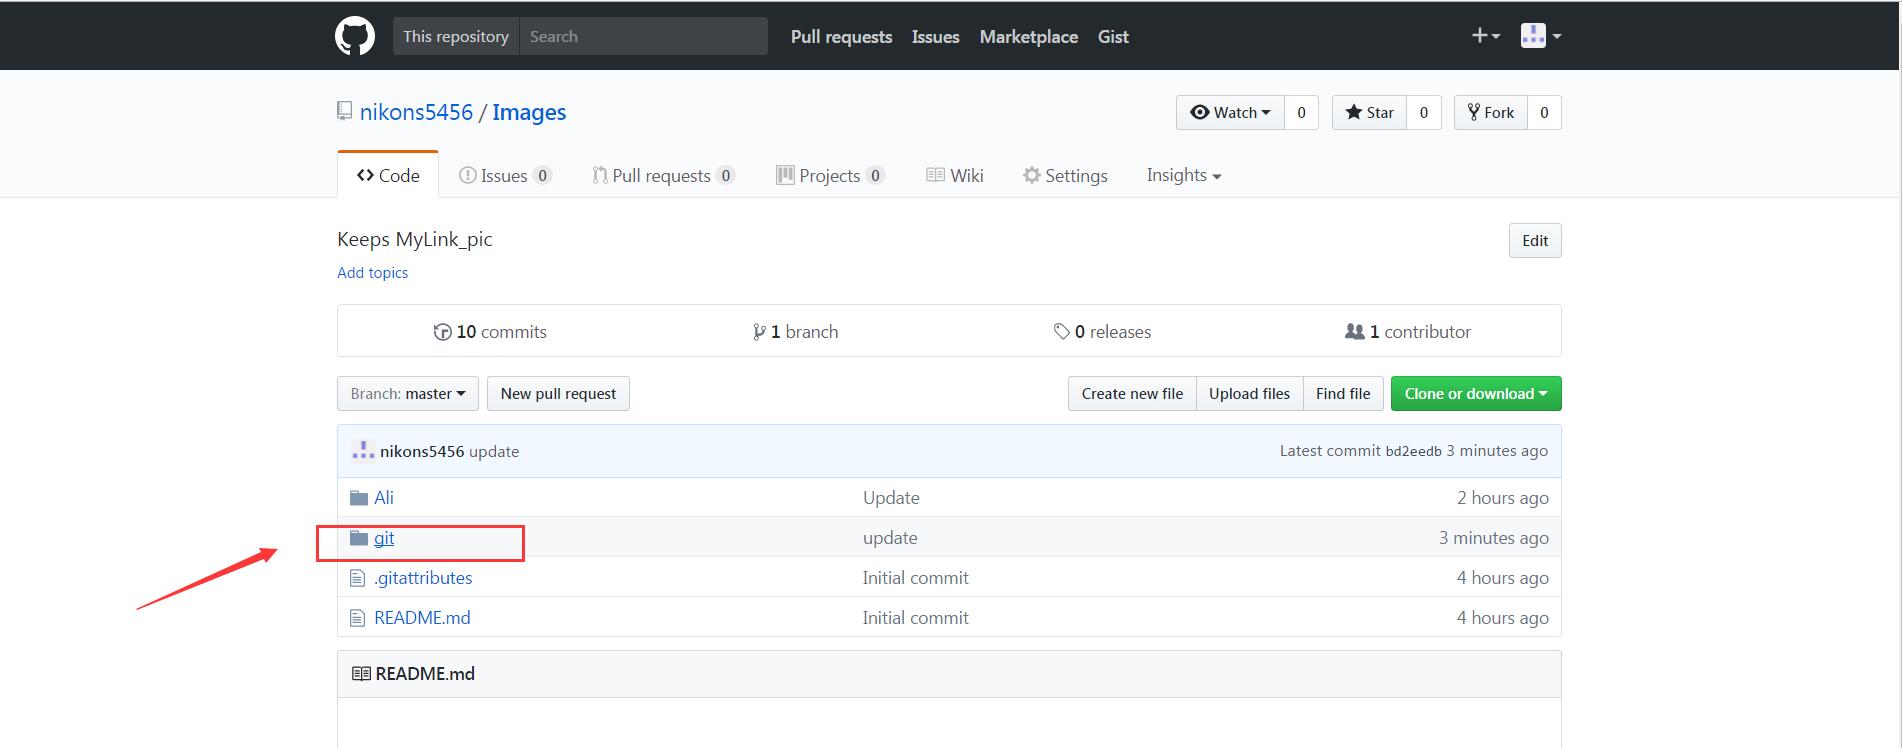 This repository Search Pull requests Issues Marketplace Gist
nikons5456 / Images Watch 0 Star 0 Fork 0
Code Issues 0 Pull requests 0 Projects 0 Wiki Settings Insights
Keeps MyLink_pic Edit
Add topics
10 commits 1 branch 0 releases 1 contributor
Branch: master New pull request Create new file Upload files Find file Clone or download
nikons5456 update Latest commit bd2eedb 3 minutes ago
Ali Update 2 hours ago
git update 3 minutes ago
.gitattributes Initial commit 4 hours ago
README.md Initial commit 4 hours ago
README.md